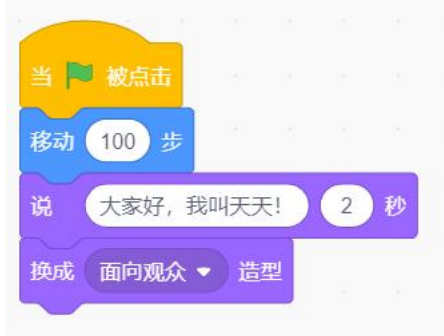 当 被点击
移动 100 步
说 大家好，我叫天天！ 2 秒
换成 面向观众 造型